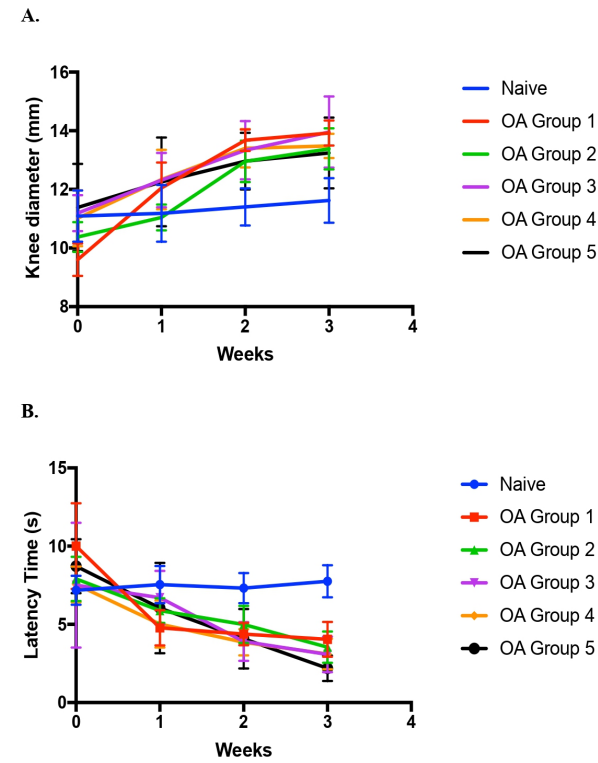 A.
Knee diameter (mm)
16
14
12
10
8
0 1 2 3 4
Weeks
Naive
OA Group 1
OA Group 2
OA Group 3
OA Group 4
OA Group 5
B.
Latency Time (s)
15
10
5
0
0 1 2 3 4
Weeks
Naive
OA Group 1
OA Group 2
OA Group 3
OA Group 4
OA Group 5